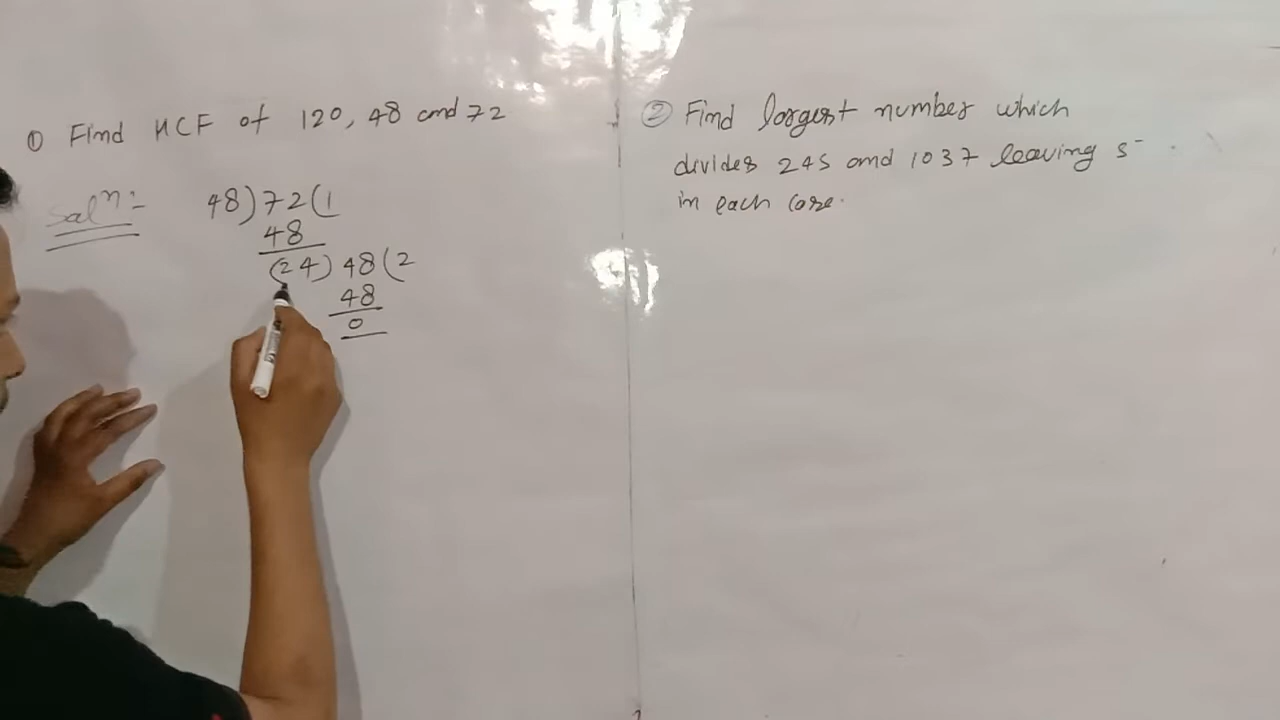 ① Find HCF of 120, 48 and 72
Solⁿ:-
48)72(1
48
(24)48(2
48
0
② Find largest number which
divides 245 and 1037 leaving 5
in each case.